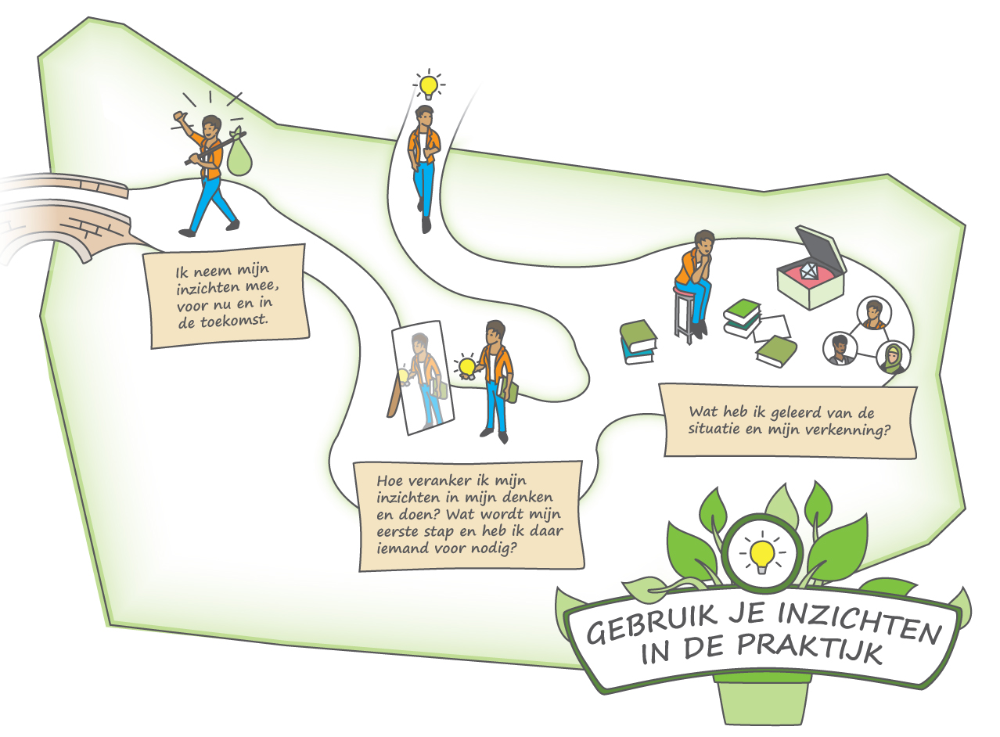 Ik neem mijn
inzichten mee,
voor nu en in
de toekomst.
Wat heb ik geleerd van de
situatie en mijn verkenning?
Hoe veranker ik mijn
inzichten in mijn denken
en doen? Wat wordt mijn
eerste stap en heb ik daar
iemand voor nodig?
GEBRUIK JE INZICHTEN
IN DE PRAKTIJK